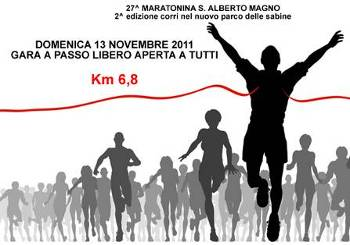 27^ MARATONINA S. ALBERTO MAGNO
2^ edizione corri nel nuovo parco delle sabine
DOMENICA 13 NOVEMBRE 2011
GARA A PASSO LIBERO APERTA A TUTTI
Km 6,8